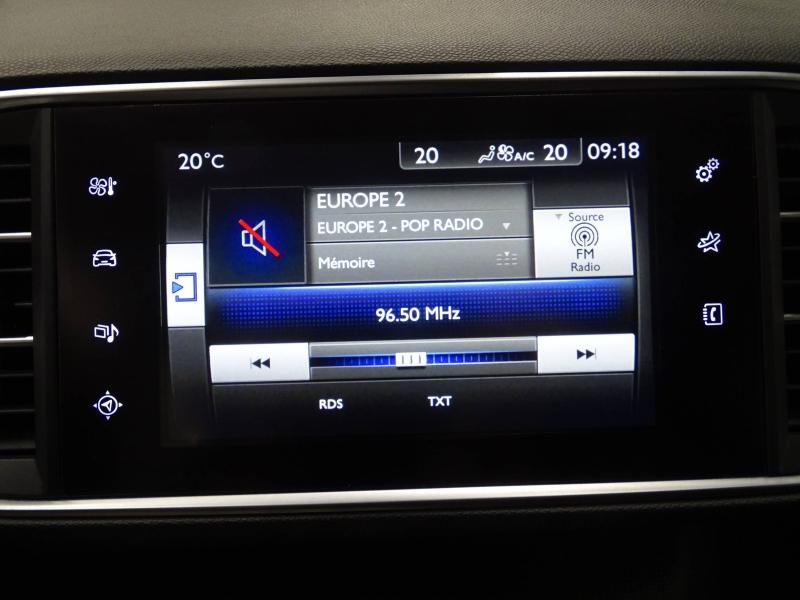 20°C 20 A/C 20 09:18
EUROPE 2
EUROPE 2 - POP RADIO
Source
FM
Radio
Mémoire
96.50 MHz
RDS TXT